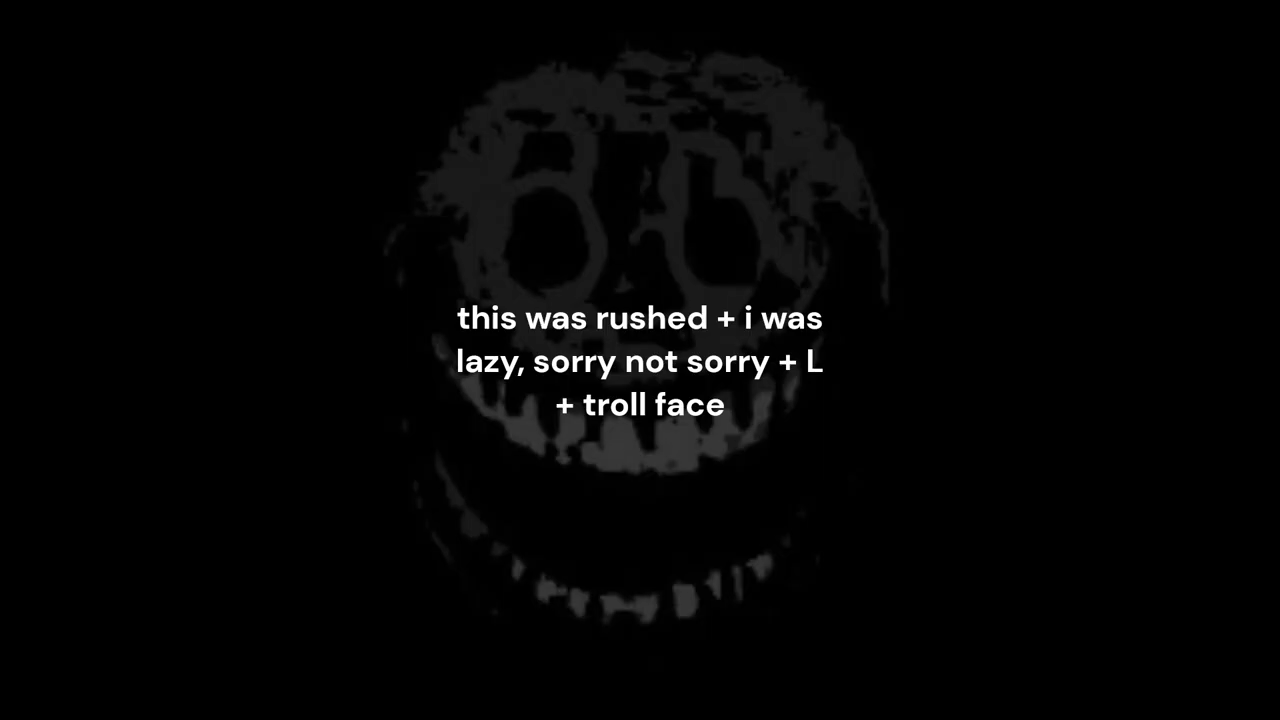 this was rushed + i was
lazy, sorry not sorry + L
+ troll face